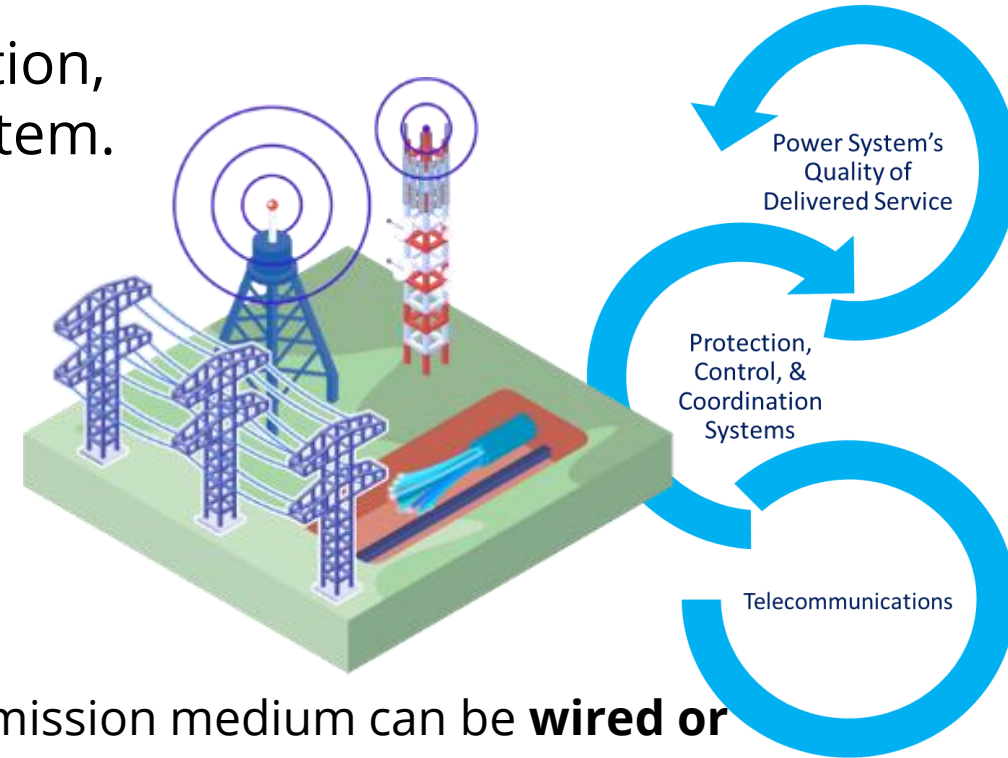 tion,
tem.
Power System’s
Quality of
Delivered Service
Protection,
Control, &
Coordination
Systems
Telecommunications
mission medium can be wired or